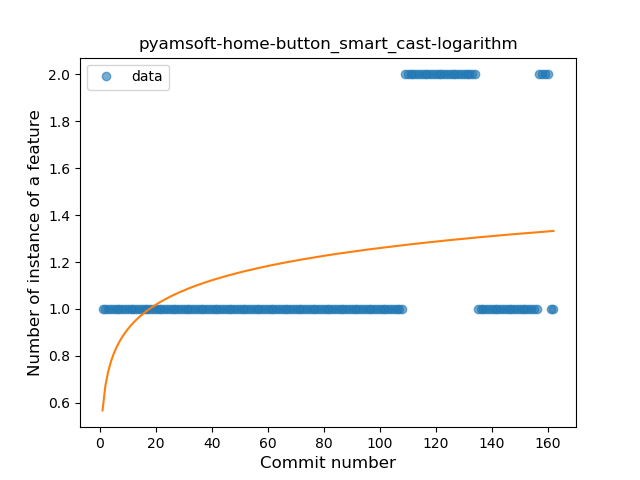 pyamsoft-home-button_smart_cast-logarithm
data
Number of instance of a feature
2.0
1.8
1.6
1.4
1.2
1.0
0.8
0.6
0 20 40 60 80 100 120 140 160
Commit number